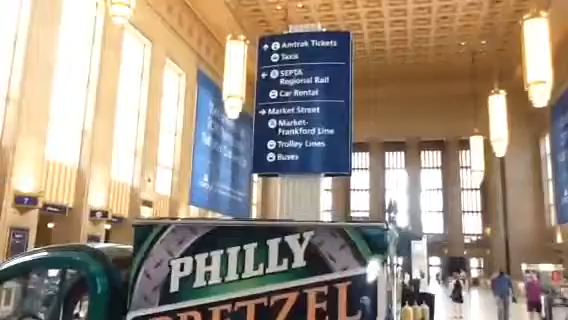 Amtrak Tickets
Taxis
SEPTA
Regional Rail
Car Rental
Market Street
Market-
Frankford Line
Trolley Lines
Buses
PHILLY
PRETZEL